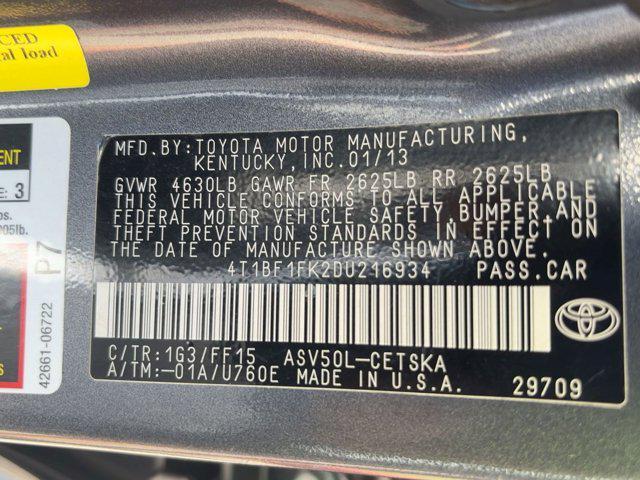 CED
al load
ENT
E: 3
os.
905lb.
P7
42661-06722
MFD.BY:TOYOTA MOTOR MANUFACTURING,
KENTUCKY,INC.01/13
GVWR 4630LB GAWR FR 2625LB RR 2625LB
THIS VEHICLE CONFORMS TO ALL APPLICABLE
FEDERAL MOTOR VEHICLE SAFETY,BUMPER,AND
THEFT PREVENTION STANDARDS IN EFFECT ON
THE DATE OF MANUFACTURE SHOWN ABOVE.
4T1BF1FK2DU216934 PASS.CAR
C/TR:1G3/FF15 ASV50L-CETSKA
A/TM:-01A/U760E MADE IN U.S.A.
29709
TOYOTA